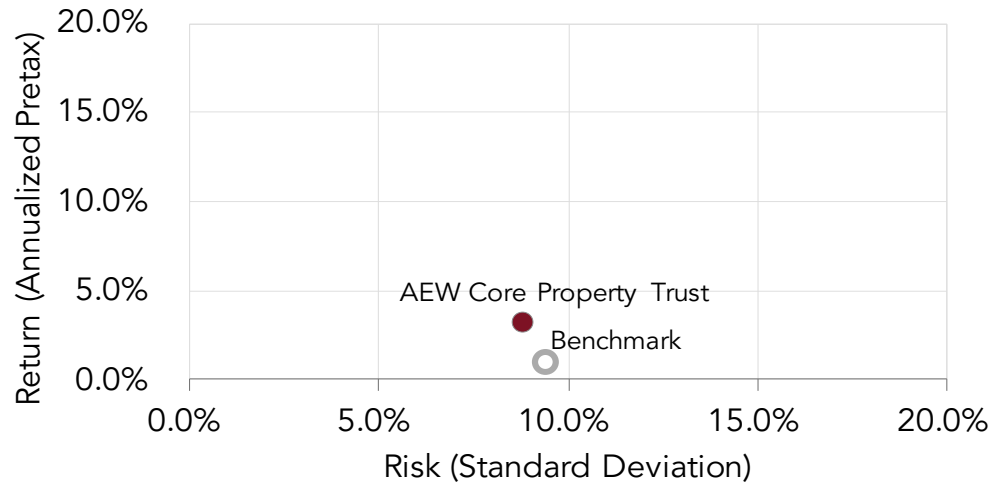 Return (Annualized Pretax)
20.0%
15.0%
10.0%
5.0%
0.0%
AEW Core Property Trust
Benchmark
0.0%
5.0%
10.0%
15.0%
20.0%
Risk (Standard Deviation)